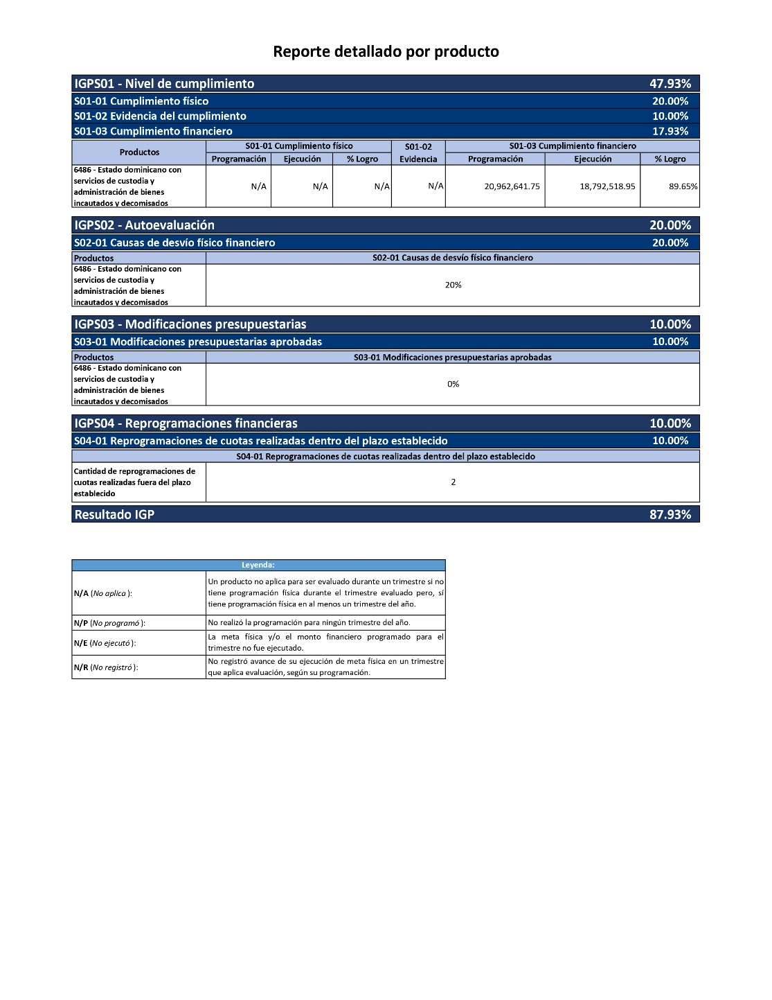 Reporte detallado por producto
IGPS01 - Nivel de cumplimiento 47.93%
S01-01 Cumplimiento físico 20.00%
S01-02 Evidencia del cumplimiento 10.00%
S01-03 Cumplimiento financiero 17.93%
Productos S01-01 Cumplimiento físico S01-02 Evidencia S01-03 Cumplimiento financiero
Programación Ejecución % Logro Programación Ejecución % Logro
6486 - Estado dominicano con
servicios de custodia y
administración de bienes
incautados y decomisados
N/A N/A N/A N/A 20,962,641.75 18,792,518.95 89.65%
IGPS02 - Autoevaluación 20.00%
S02-01 Causas de desvío físico financiero 20.00%
Productos S02-01 Causas de desvío físico financiero
6486 - Estado dominicano con
servicios de custodia y
administración de bienes
incautados y decomisados
20%
IGPS03 - Modificaciones presupuestarias 10.00%
S03-01 Modificaciones presupuestarias aprobadas 10.00%
Productos S03-01 Modificaciones presupuestarias aprobadas
6486 - Estado dominicano con
servicios de custodia y
administración de bienes
incautados y decomisados
0%
IGPS04 - Reprogramaciones financieras 10.00%
S04-01 Reprogramaciones de cuotas realizadas dentro del plazo establecido 10.00%
S04-01 Reprogramaciones de cuotas realizadas dentro del plazo establecido
Cantidad de reprogramaciones de
cuotas realizadas fuera del plazo
establecido
2
Resultado IGP 87.93%
Leyenda:
N/A (No aplica ):
Un producto no aplica para ser evaluado durante un trimestre si no
tiene programación física durante el trimestre evaluado pero, sí
tiene programación física en al menos un trimestre del año.
N/P (No programó ): No realizó la programación para ningún trimestre del año.
N/E (No ejecutó ):
La meta física y/o el monto financiero programado para el
trimestre no fue ejecutado.
N/R (No registró ):
No registró avance de su ejecución de meta física en un trimestre
que aplica evaluación, según su programación.